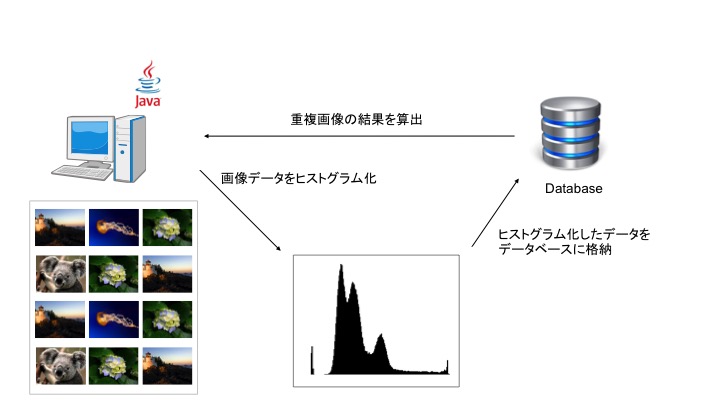 Java
重複画像の結果を算出
画像データをヒストグラム化
Database
ヒストグラム化したデータを
データベースに格納